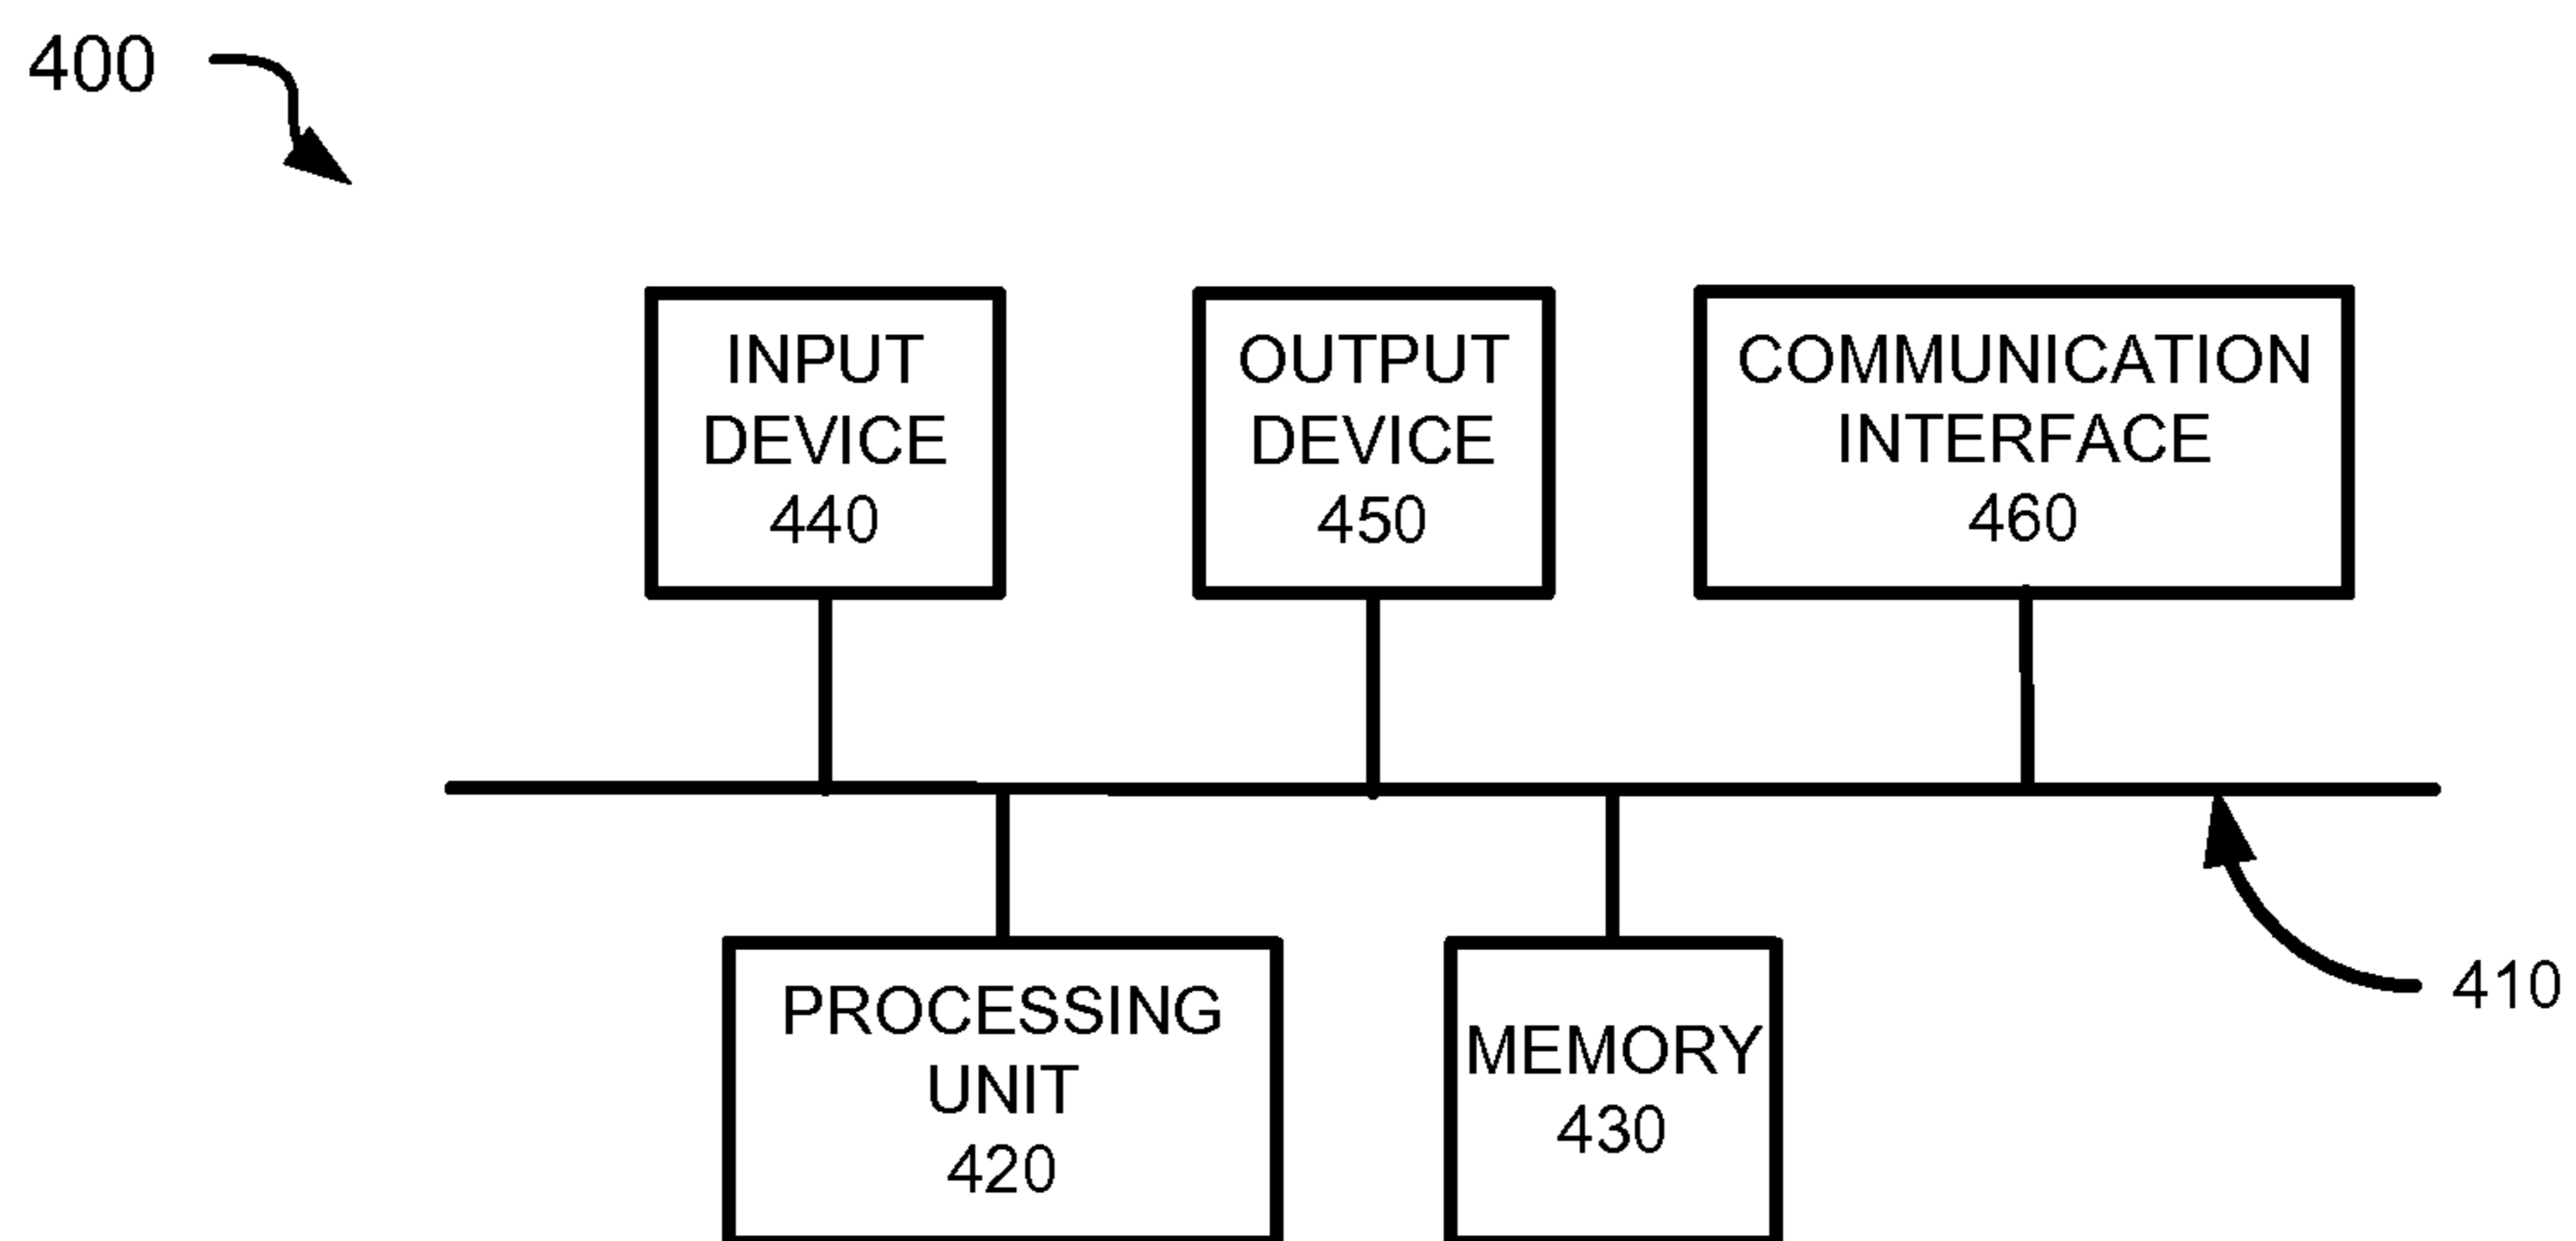 400
INPUT
DEVICE
440
OUTPUT
DEVICE
450
COMMUNICATION
INTERFACE
460
PROCESSING
UNIT
420
MEMORY
430
410